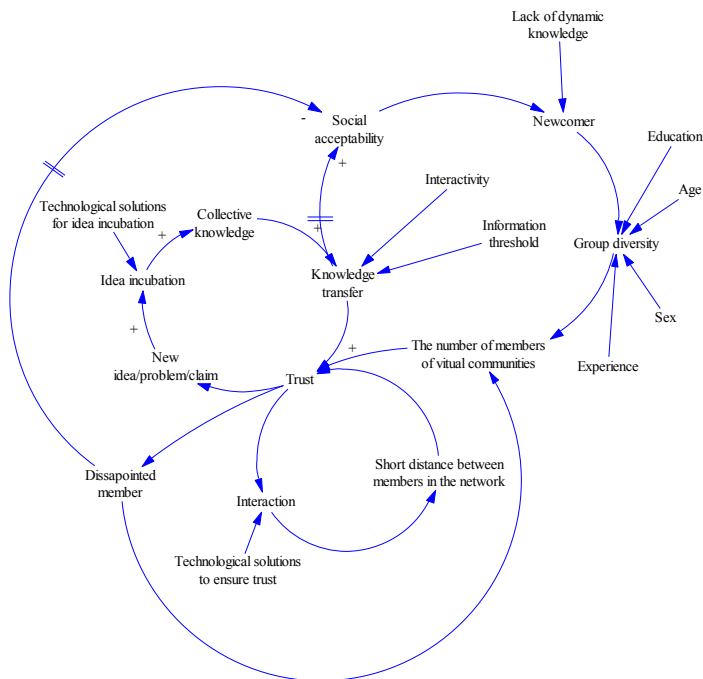 Lack of dynamic
knowledge
-
Social
acceptability
Newcomer
Education
+
Interactivity
Age
Technological solutions
for idea incubation
Collective
knowledge
+
+
Information
threshold
Group diversity
Idea incubation
Knowledge
transfer
Sex
+
New
idea/problem/claim
+
The number of members
of vitual communities
Experience
Trust
Dissapointed
member
Short distance between
members in the network
Interaction
Technological solutions
to ensure trust